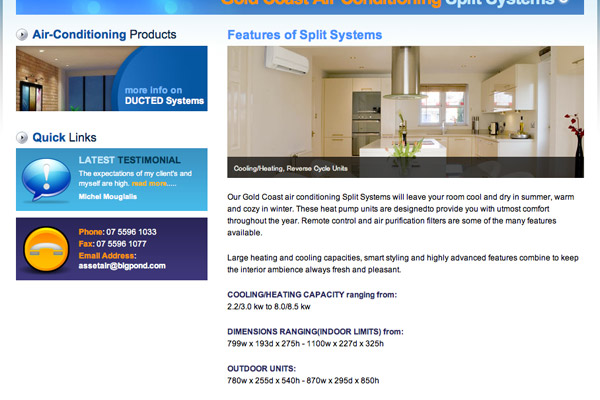 Gold Coast Air Conditioning Split Systems
Air-Conditioning Products
more info on
DUCTED Systems
Quick Links
LATEST TESTIMONIAL
The expectations of my client's and
myself are high. read more.....
Michel Mougialis
Phone: 07 5596 1033
Fax: 07 5596 1077
Email Address:
assetair@bigpond.com
Features of Split Systems
Cooling/Heating, Reverse Cycle Units
Our Gold Coast air conditioning Split Systems will leave your room cool and dry in summer, warm
and cozy in winter. These heat pump units are designedto provide you with utmost comfort
throughout the year. Remote control and air purification filters are some of the many features
available.
Large heating and cooling capacities, smart styling and highly advanced features combine to keep
the interior ambience always fresh and pleasant.
COOLING/HEATING CAPACITY ranging from:
2.2/3.0 kw to 8.0/8.5 kw
DIMENSIONS RANGING(INDOOR LIMITS) from:
799w x 193d x 275h - 1100w x 227d x 325h
OUTDOOR UNITS:
780w x 255d x 540h - 870w x 295d x 850h